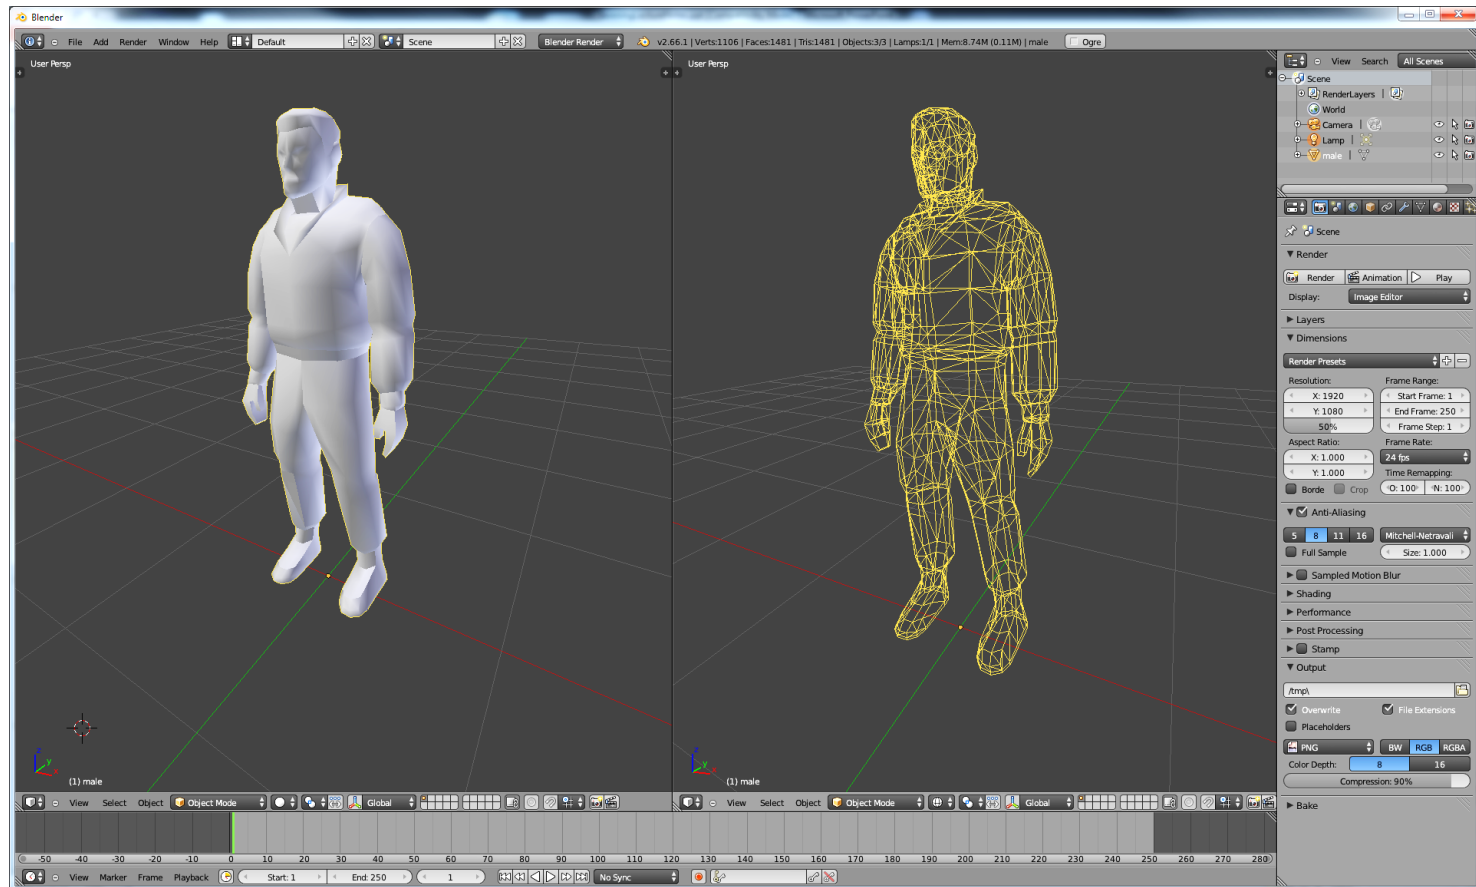 Blender
File Add Render Window Help Default Scene Blender Render v2.66.1 | Verts:1106 | Faces:1481 | Tris:1481 | Objects:3/3 | Lamps:1/1 | Mem:8.74M (0.11M) | male Ogre
User Persp
(1) male
View Select Object Object Mode Global
User Persp
(1) male
View Select Object Object Mode Global
View Search All Scenes
Scene
RenderLayers |
World
Camera |
Lamp |
male |
Scene
Render
Render Animation Play
Display: Image Editor
Layers
Dimensions
Render Presets
Resolution: Frame Range:
X: 1920 Start Frame: 1
Y: 1080 End Frame: 250
50% Frame Step: 1
Aspect Ratio: Frame Rate:
X: 1.000 24 fps
Y: 1.000 Time Remapping:
Borde Crop O: 100 N: 100
Anti-Aliasing
5 8 11 16 Mitchell-Netravali
Full Sample Size: 1.000
Sampled Motion Blur
Shading
Performance
Post Processing
Stamp
Output
/tmp\
Overwrite File Extensions
Placeholders
PNG BW RGB RGBA
Color Depth: 8 16
Compression: 90%
Bake
-50 -40 -30 -20 -10 0 10 20 30 40 50 60 70 80 90 100 110 120 130 140 150 160 170 180 190 200 210 220 230 240 250 260 270 280
View Marker Frame Playback Start: 1 End: 250 1 No Sync
z
y
x
z
y
x